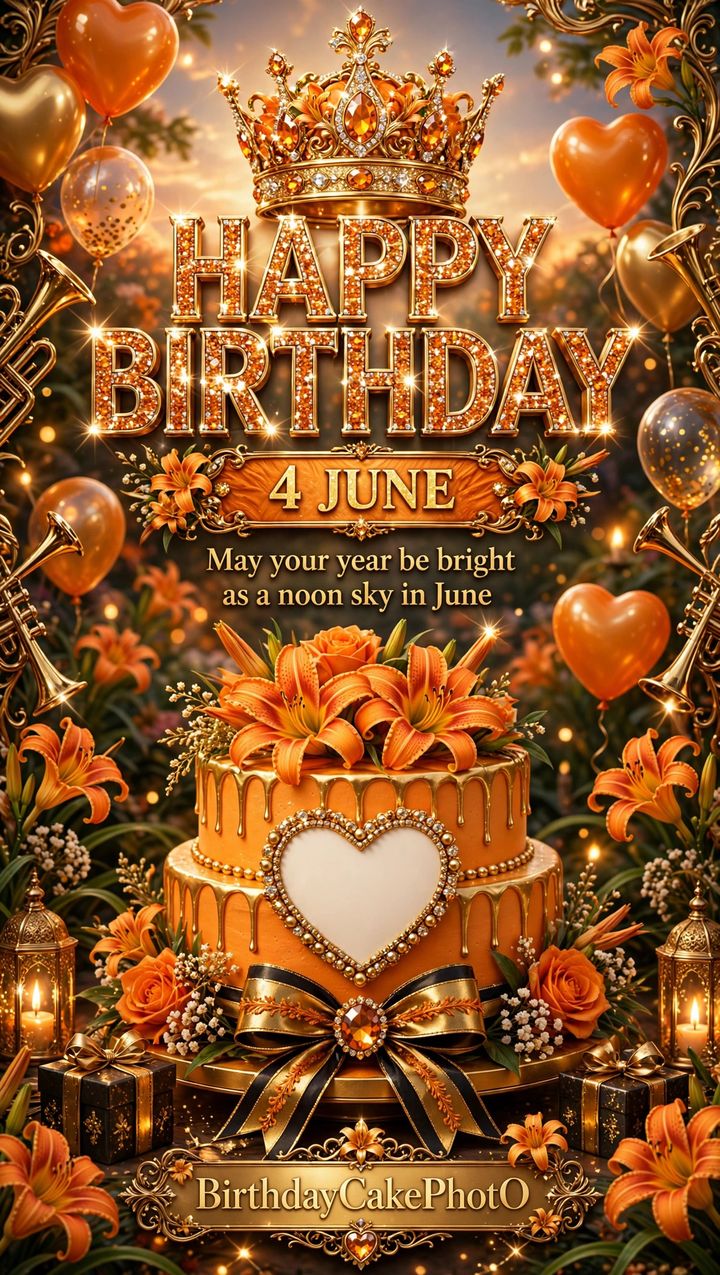 HAPPY
BIRTHDAY
4 JUNE
May your year be bright
as a noon sky in June
BirthdayCakePhotO